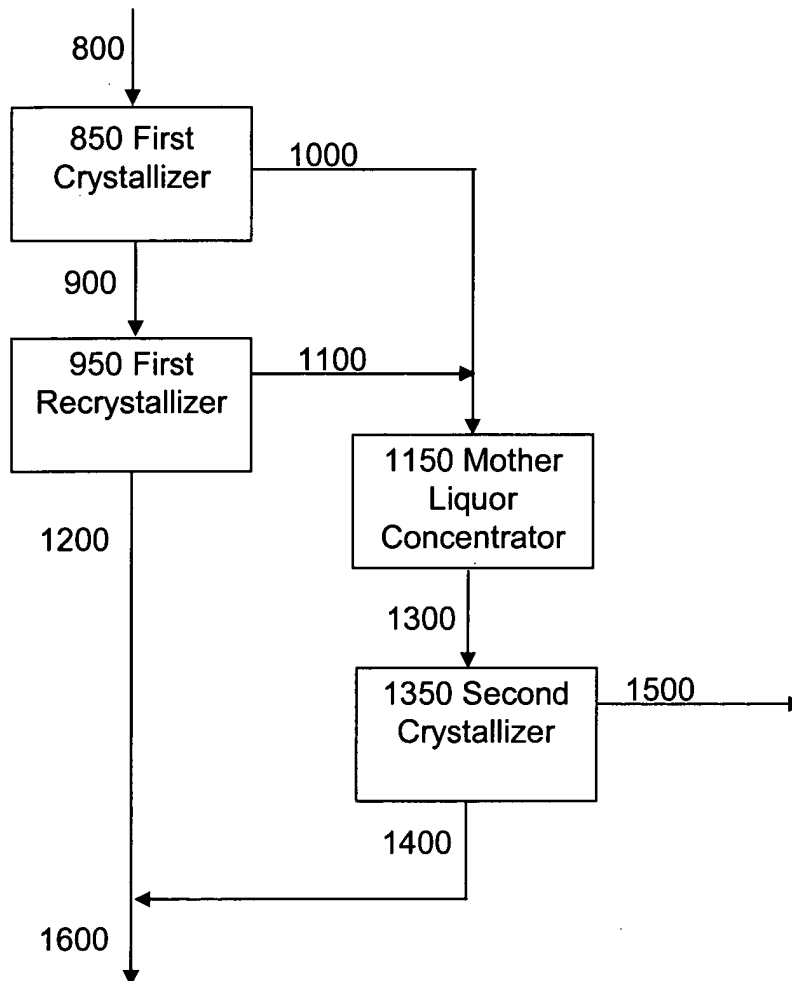 800
850 First
Crystallizer
1000
900
950 First
Recrystallizer
1100
1150 Mother
Liquor
Concentrator
1200
1300
1350 Second
Crystallizer
1500
1400
1600